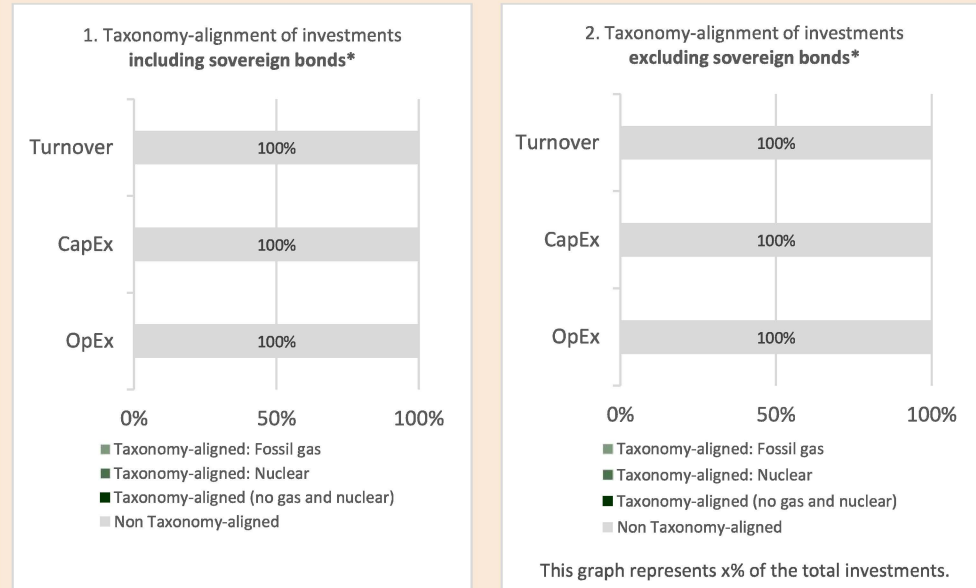 1. Taxonomy-alignment of investments
including sovereign bonds*
Turnover
100%
CapEx
100%
OpEx
100%
0%
50%
100%
Taxonomy-aligned: Fossil gas
Taxonomy-aligned: Nuclear
Taxonomy-aligned (no gas and nuclear)
Non Taxonomy-aligned
2. Taxonomy-alignment of investments
excluding sovereign bonds*
Turnover
100%
CapEx
100%
OpEx
100%
0%
50%
100%
Taxonomy-aligned: Fossil gas
Taxonomy-aligned: Nuclear
Taxonomy-aligned (no gas and nuclear)
Non Taxonomy-aligned
This graph represents x% of the total investments.